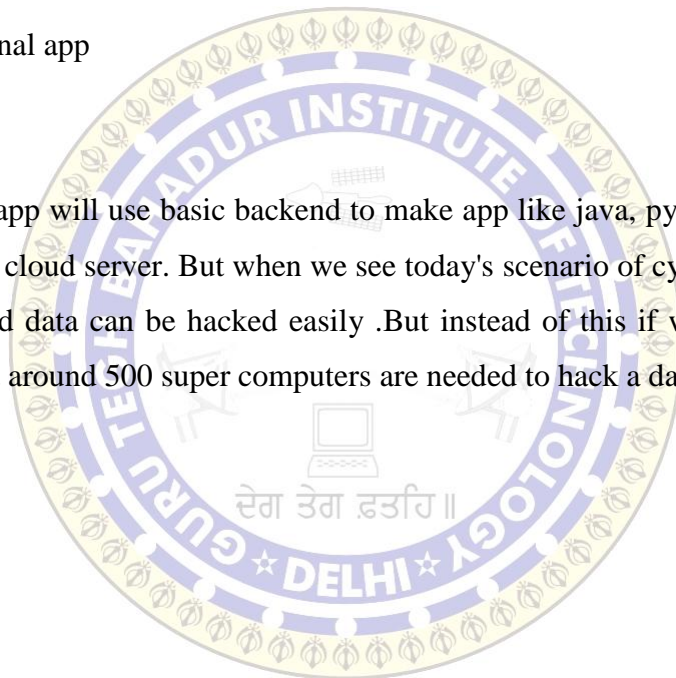 nal app
app will use basic backend to make app like java, py
cloud server. But when we see today's scenario of cy
d data can be hacked easily .But instead of this if
around 500 super computers are needed to hack a da
GURU TEGH BAHADUR INSTITUTE OF TECHNOLOGY
ਦੇਗ ਤੇਗ ਫ਼ਤਹਿ॥
★ DELHI ★